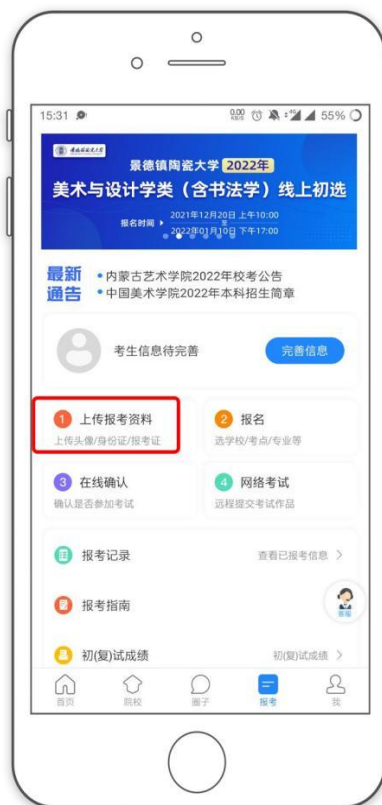 15:31
0.00
KB/S
4G
55%
景德镇陶瓷大学 2022年
美术与设计学类（含书法学）线上初选
报名时间
2021年12月20日 上午10:00
至
2022年01月10日 下午17:00
最新
通告
内蒙古艺术学院2022年校考公告
中国美术学院2022年本科招生简章
考生信息待完善
完善信息
1 上传报考资料
上传头像/身份证/报考证
2 报名
选学校/考点/专业等
3 在线确认
确认是否参加考试
4 网络考试
远程提交考试作品
报考记录
查看已报考信息
报考指南
客服
初(复)试成绩
初(复)试成绩
首页
院校
圈子
报考
我